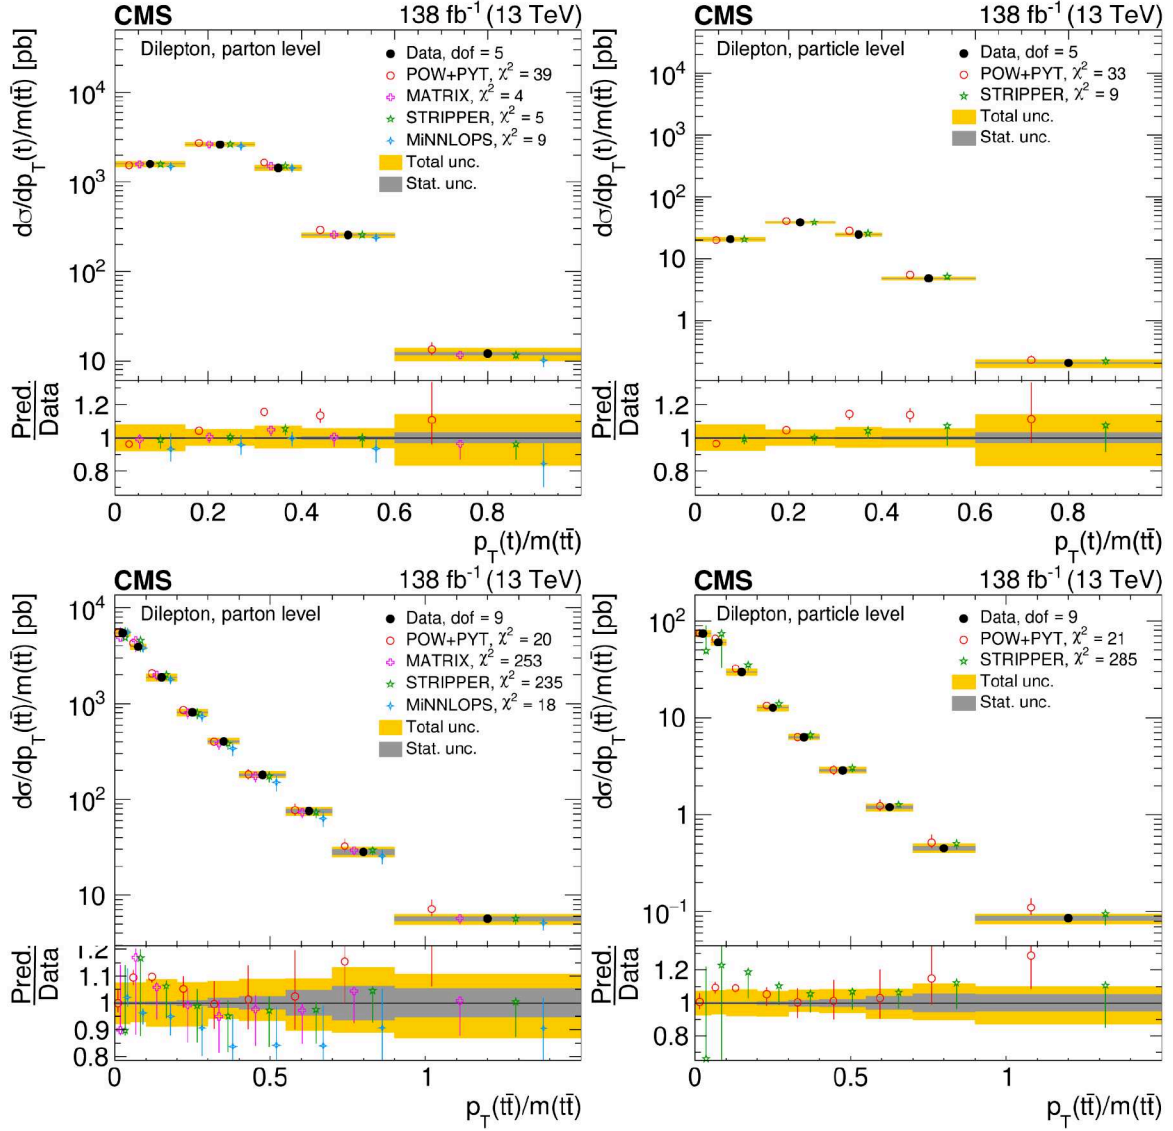 CMS 138 fb⁻¹ (13 TeV)
dσ/dp_T(t)/m(tt̄) [pb]
Dilepton, parton level
Data, dof = 5
POW+PYT, χ² = 39
MATRIX, χ² = 4
STRIPPER, χ² = 5
MiNNLOPS, χ² = 9
Total unc.
Stat. unc.
10⁴
10³
10²
10
Pred.
Data
1.2
1
0.8
0 0.2 0.4 0.6 0.8
p_T(t)/m(tt̄)
CMS 138 fb⁻¹ (13 TeV)
dσ/dp_T(t)/m(tt̄) [pb]
Dilepton, particle level
Data, dof = 5
POW+PYT, χ² = 33
STRIPPER, χ² = 9
Total unc.
Stat. unc.
10⁴
10³
10²
10
1
Pred.
Data
1.2
1
0.8
0 0.2 0.4 0.6 0.8
p_T(t)/m(tt̄)
CMS 138 fb⁻¹ (13 TeV)
dσ/dp_T(tt̄)/m(tt̄) [pb]
Dilepton, parton level
Data, dof = 9
POW+PYT, χ² = 20
MATRIX, χ² = 253
STRIPPER, χ² = 235
MiNNLOPS, χ² = 18
Total unc.
Stat. unc.
10⁴
10³
10²
10
Pred.
Data
1.2
1.1
1
0.9
0.8
0 0.5 1
p_T(tt̄)/m(tt̄)
CMS 138 fb⁻¹ (13 TeV)
dσ/dp_T(tt̄)/m(tt̄) [pb]
Dilepton, particle level
Data, dof = 9
POW+PYT, χ² = 21
STRIPPER, χ² = 285
Total unc.
Stat. unc.
10²
10
1
10⁻¹
Pred.
Data
1.2
1
0.8
0 0.5 1
p_T(tt̄)/m(tt̄)